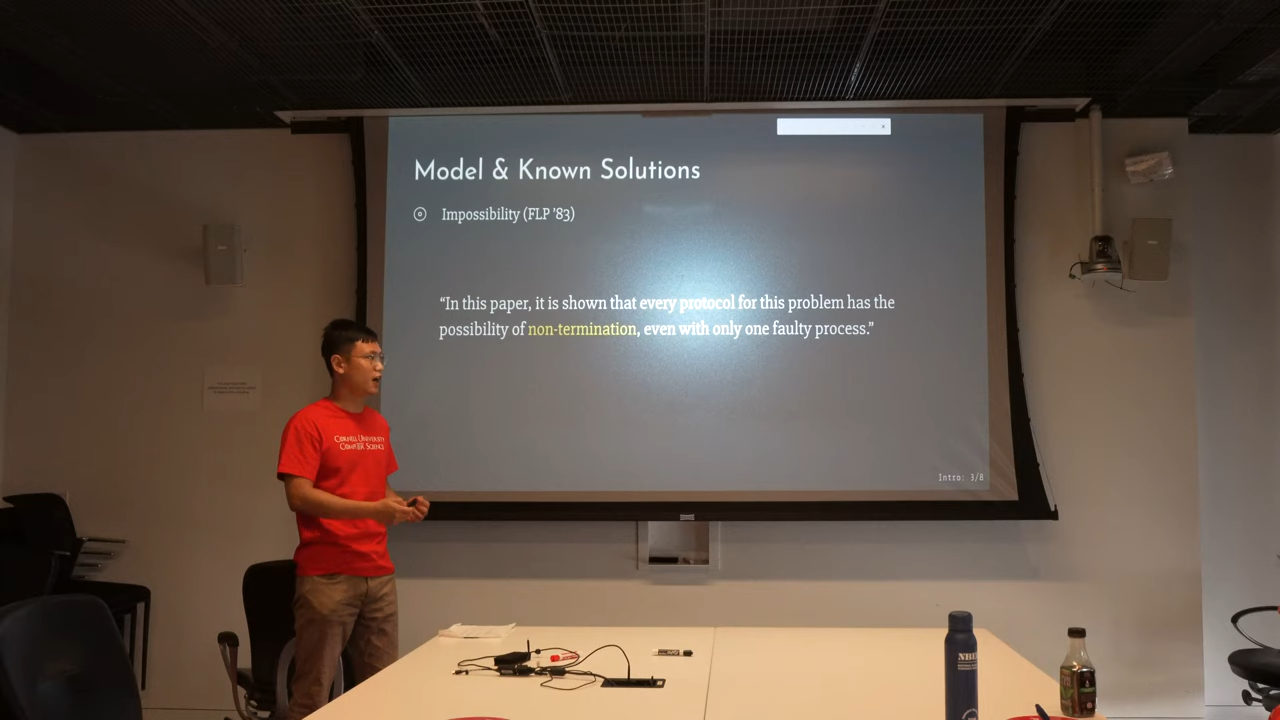 Model & Known Solutions
Impossibility (FLP '83)
“In this paper, it is shown that every protocol for this problem has the
possibility of non-termination, even with only one faulty process.”
Intro: 3/8
CORNELL UNIVERSITY
COMPUTER SCIENCE